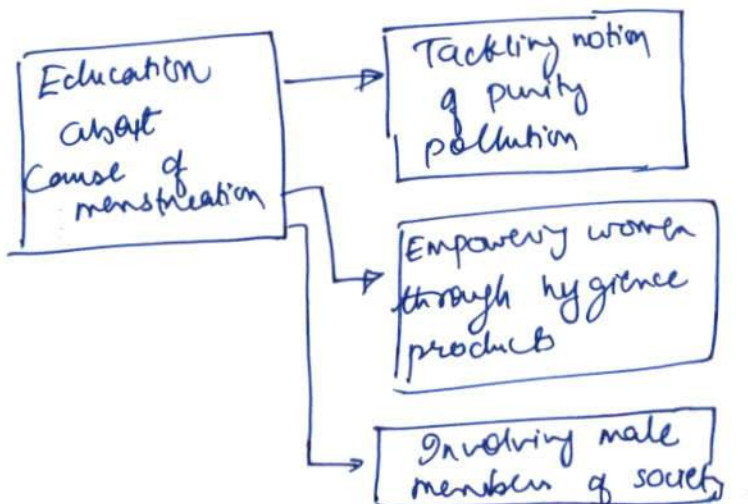 Education
about
Cause of
menstruation
Tackling notion
of purity
pollution
Empowering women
through hygience
products
Involving male
members of society